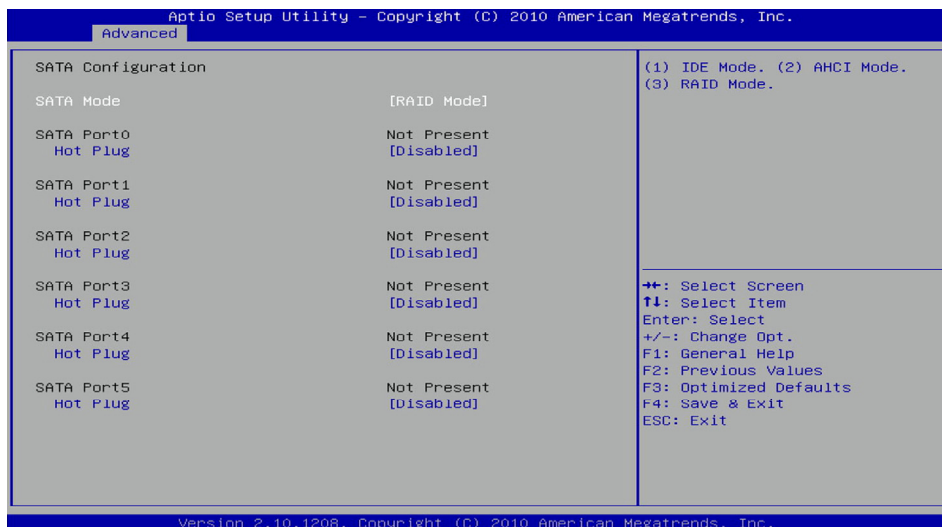 Aptio Setup Utility – Copyright (C) 2010 American Megatrends, Inc.
Advanced
SATA Configuration
SATA Mode [RAID Mode]
SATA Port0 Not Present
Hot Plug [Disabled]
SATA Port1 Not Present
Hot Plug [Disabled]
SATA Port2 Not Present
Hot Plug [Disabled]
SATA Port3 Not Present
Hot Plug [Disabled]
SATA Port4 Not Present
Hot Plug [Disabled]
SATA Port5 Not Present
Hot Plug [Disabled]
(1) IDE Mode. (2) AHCI Mode.
(3) RAID Mode.
→←: Select Screen
↑↓: Select Item
Enter: Select
+/-: Change Opt.
F1: General Help
F2: Previous Values
F3: Optimized Defaults
F4: Save & Exit
ESC: Exit
Version 2.10.1208. Copyright (C) 2010 American Megatrends, Inc.